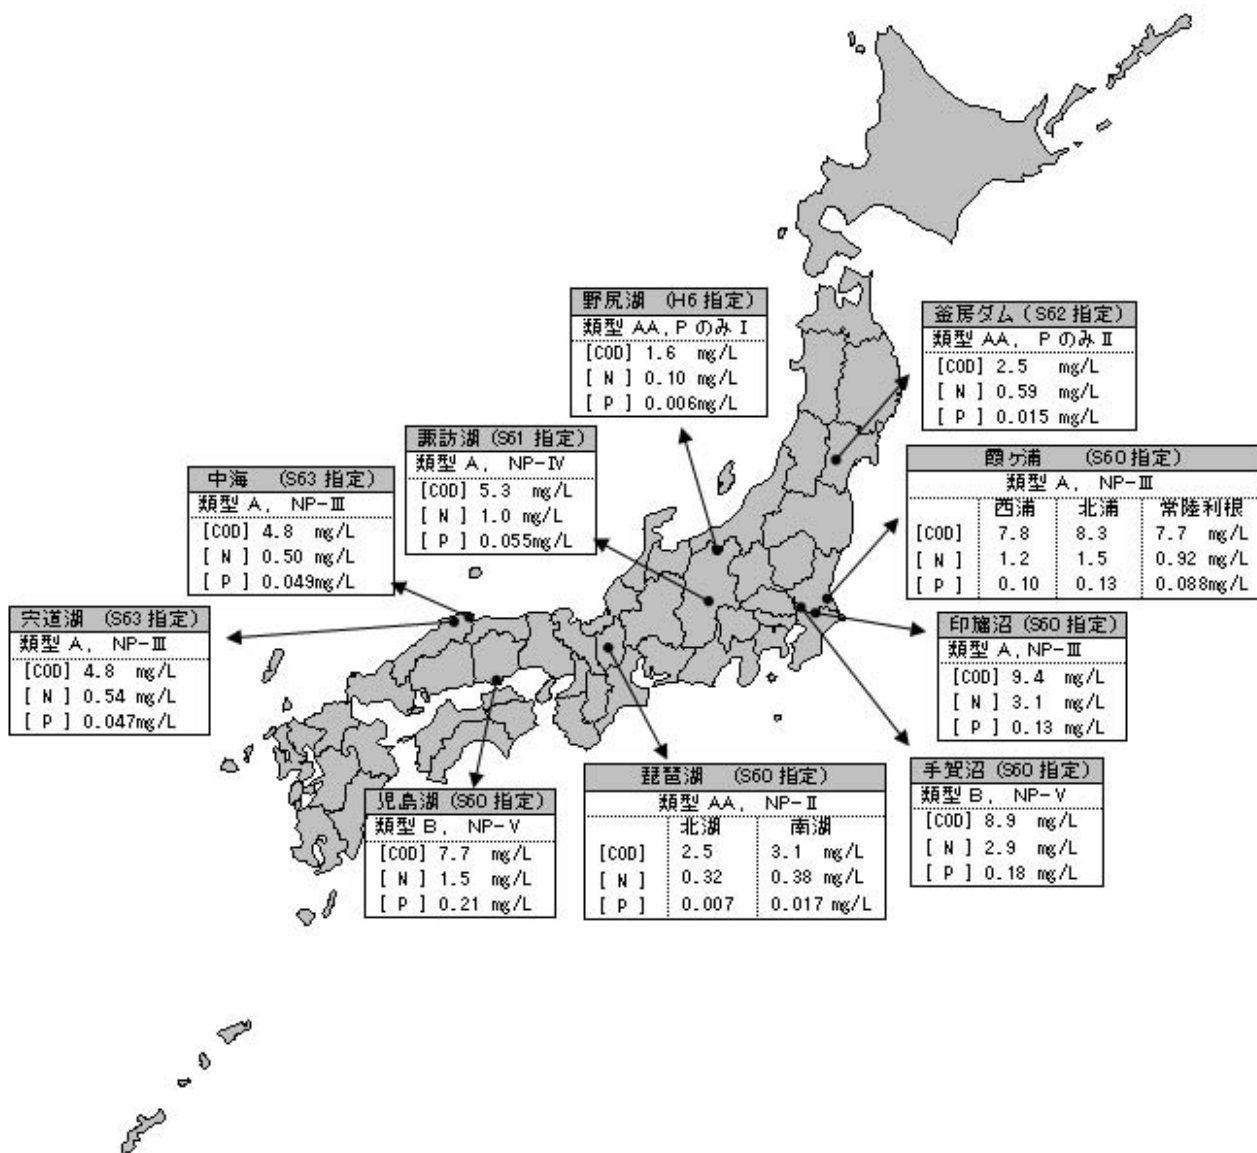 野尻湖 (H6 指定)
類型 AA, P のみ Ⅰ
[COD] 1.6 mg/L
[ N ] 0.10 mg/L
[ P ] 0.006mg/L
釜房ダム (S62 指定)
類型 AA, P のみ Ⅱ
[COD] 2.5 mg/L
[ N ] 0.59 mg/L
[ P ] 0.015 mg/L
諏訪湖 (S61 指定)
類型 A, NP-Ⅳ
[COD] 5.3 mg/L
[ N ] 1.0 mg/L
[ P ] 0.055mg/L
霞ヶ浦 (S60 指定)
類型 A, NP-Ⅲ
西浦 北浦 常陸利根
[COD] 7.8 8.3 7.7 mg/L
[ N ] 1.2 1.5 0.92 mg/L
[ P ] 0.10 0.13 0.088mg/L
中海 (S63 指定)
類型 A, NP-Ⅲ
[COD] 4.8 mg/L
[ N ] 0.50 mg/L
[ P ] 0.049mg/L
宍道湖 (S63 指定)
類型 A, NP-Ⅲ
[COD] 4.8 mg/L
[ N ] 0.54 mg/L
[ P ] 0.047mg/L
印旛沼 (S60 指定)
類型 A, NP-Ⅲ
[COD] 9.4 mg/L
[ N ] 3.1 mg/L
[ P ] 0.13 mg/L
児島湖 (S60 指定)
類型 B, NP-Ⅴ
[COD] 7.7 mg/L
[ N ] 1.5 mg/L
[ P ] 0.21 mg/L
琵琶湖 (S60 指定)
類型 AA, NP-Ⅱ
北湖 南湖
[COD] 2.5 3.1 mg/L
[ N ] 0.32 0.38 mg/L
[ P ] 0.007 0.017 mg/L
手賀沼 (S60 指定)
類型 B, NP-Ⅴ
[COD] 8.9 mg/L
[ N ] 2.9 mg/L
[ P ] 0.18 mg/L